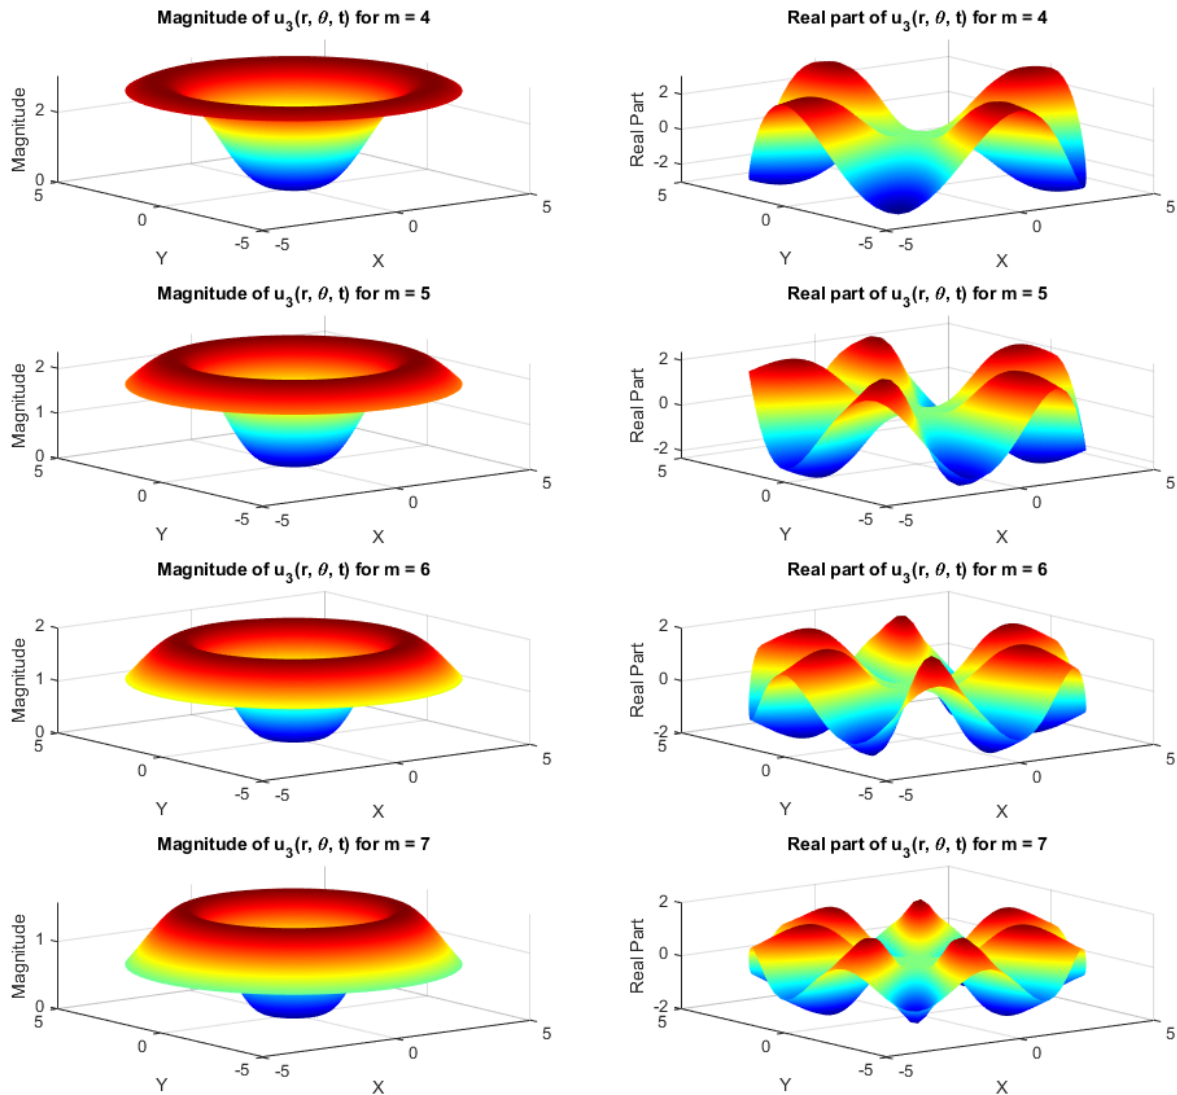 Magnitude of u3(r, θ, t) for m = 4
Magnitude
2
0
5
0
-5
Y
-5
0
5
X
Real part of u3(r, θ, t) for m = 4
Real Part
2
0
-2
5
0
-5
Y
-5
0
5
X
Magnitude of u3(r, θ, t) for m = 5
Magnitude
2
1
0
5
0
-5
Y
-5
0
5
X
Real part of u3(r, θ, t) for m = 5
Real Part
2
0
-2
5
0
-5
Y
-5
0
5
X
Magnitude of u3(r, θ, t) for m = 6
Magnitude
2
1
0
5
0
-5
Y
-5
0
5
X
Real part of u3(r, θ, t) for m = 6
Real Part
2
0
-2
5
0
-5
Y
-5
0
5
X
Magnitude of u3(r, θ, t) for m = 7
Magnitude
1
0
5
0
-5
Y
-5
0
5
X
Real part of u3(r, θ, t) for m = 7
Real Part
2
0
-2
5
0
-5
Y
-5
0
5
X